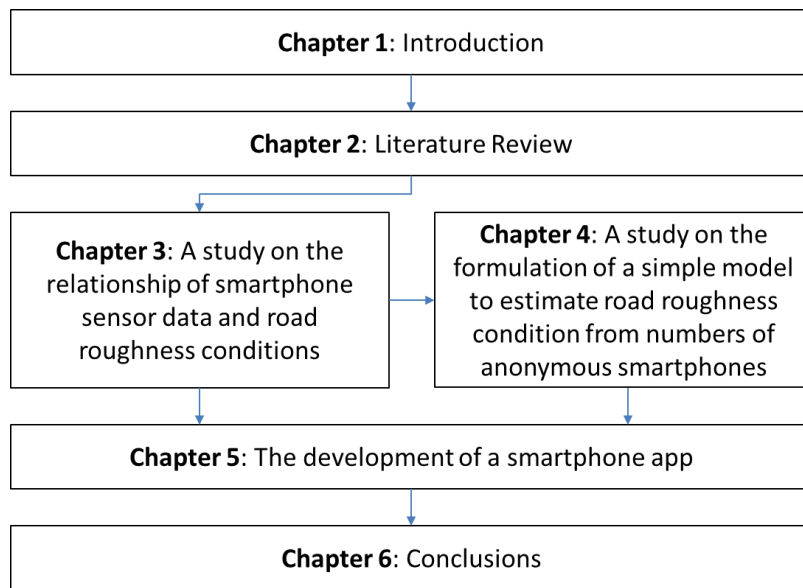 Chapter 1: Introduction
Chapter 2: Literature Review
Chapter 3: A study on the
relationship of smartphone
sensor data and road
roughness conditions
Chapter 4: A study on the
formulation of a simple model
to estimate road roughness
condition from numbers of
anonymous smartphones
Chapter 5: The development of a smartphone app
Chapter 6: Conclusions